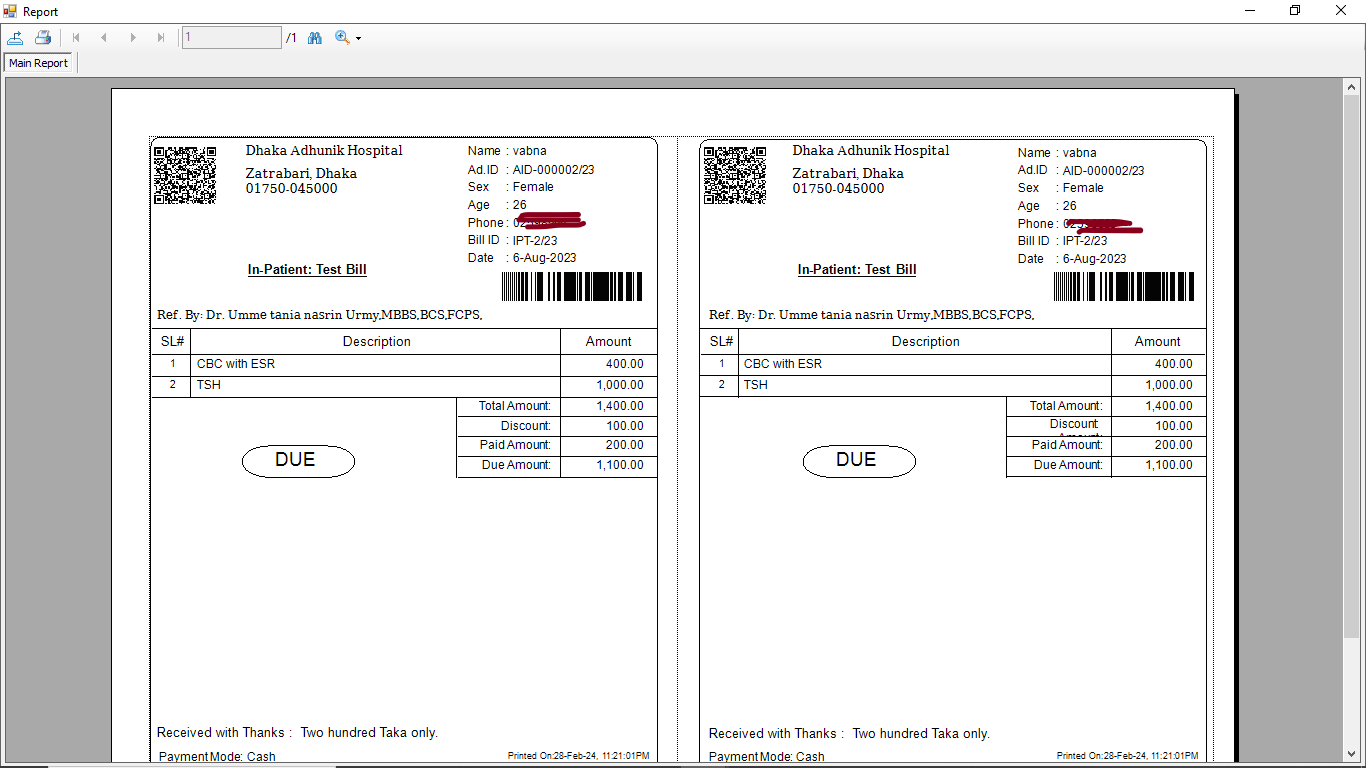 Report
1 /1
Main Report
Dhaka Adhunik Hospital
Zatrabari, Dhaka
01750-045000
Name : vabna
Ad.ID : AID-000002/23
Sex : Female
Age : 26
Phone :
Bill ID : IPT-2/23
Date : 6-Aug-2023
In-Patient: Test Bill
Ref. By: Dr. Umme tania nasrin Urmy,MBBS,BCS,FCPS,
SL# Description Amount
1 CBC with ESR 400.00
2 TSH 1,000.00
Total Amount: 1,400.00
Discount: 100.00
Paid Amount: 200.00
Due Amount: 1,100.00
DUE
Received with Thanks : Two hundred Taka only.
Payment Mode: Cash Printed On:28-Feb-24, 11:21:01PM
Dhaka Adhunik Hospital
Zatrabari, Dhaka
01750-045000
Name : vabna
Ad.ID : AID-000002/23
Sex : Female
Age : 26
Phone :
Bill ID : IPT-2/23
Date : 6-Aug-2023
In-Patient: Test Bill
Ref. By: Dr. Umme tania nasrin Urmy,MBBS,BCS,FCPS,
SL# Description Amount
1 CBC with ESR 400.00
2 TSH 1,000.00
Total Amount: 1,400.00
Discount 100.00
Paid Amount: 200.00
Due Amount: 1,100.00
DUE
Received with Thanks : Two hundred Taka only.
Payment Mode: Cash Printed On:28-Feb-24, 11:21:01PM